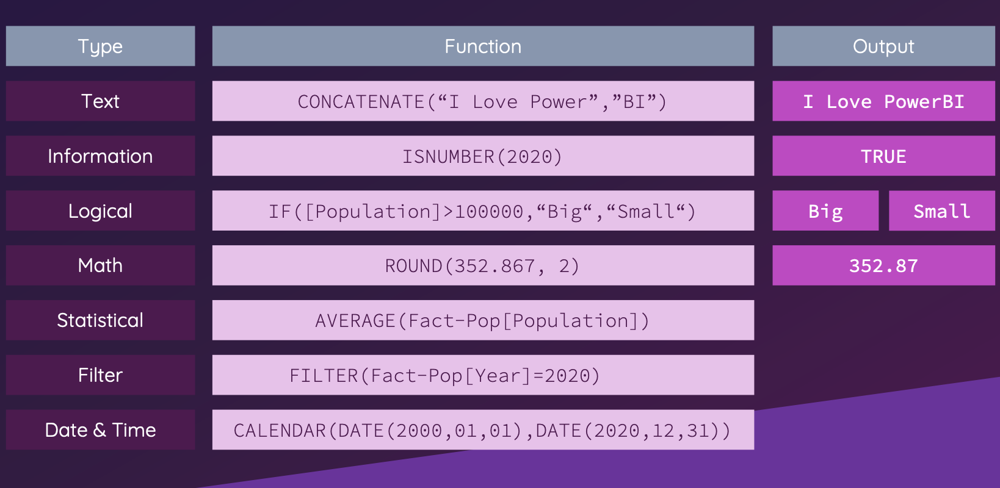 Type Function Output
Text CONCATENATE(“I Love Power”,”BI”) I Love PowerBI
Information ISNUMBER(2020) TRUE
Logical IF([Population]>100000,“Big“,“Small“) Big Small
Math ROUND(352.867, 2) 352.87
Statistical AVERAGE(Fact-Pop[Population])
Filter FILTER(Fact-Pop[Year]=2020)
Date & Time CALENDAR(DATE(2000,01,01),DATE(2020,12,31))